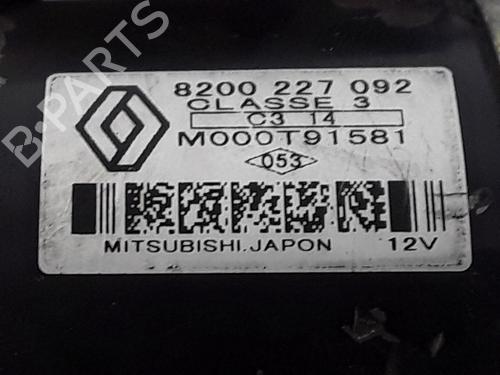 8200 227 092
CLASSE 3
C3 14
M000T91581
053
MITSUBISHI.JAPON 12V
B-PARTS